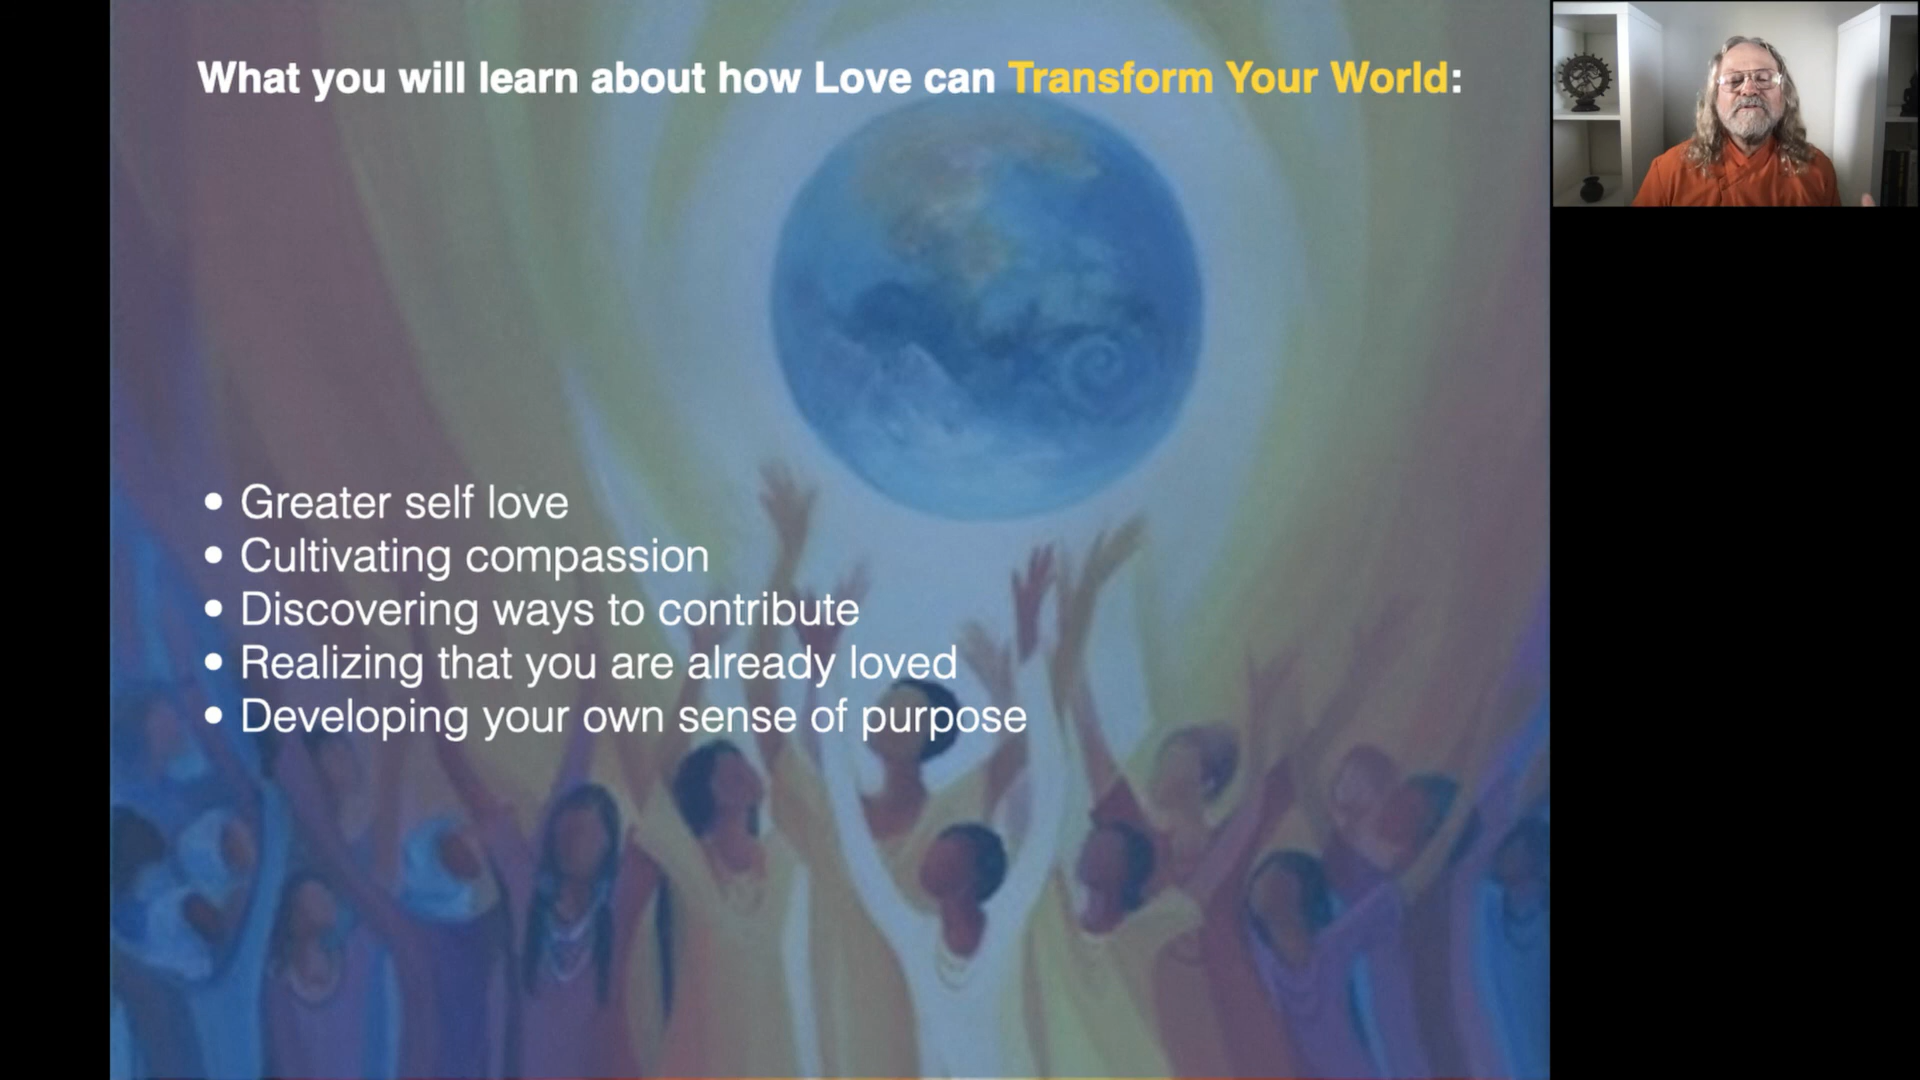 What you will learn about how Love can Transform Your World:
• Greater self love
• Cultivating compassion
• Discovering ways to contribute
• Realizing that you are already loved
• Developing your own sense of purpose